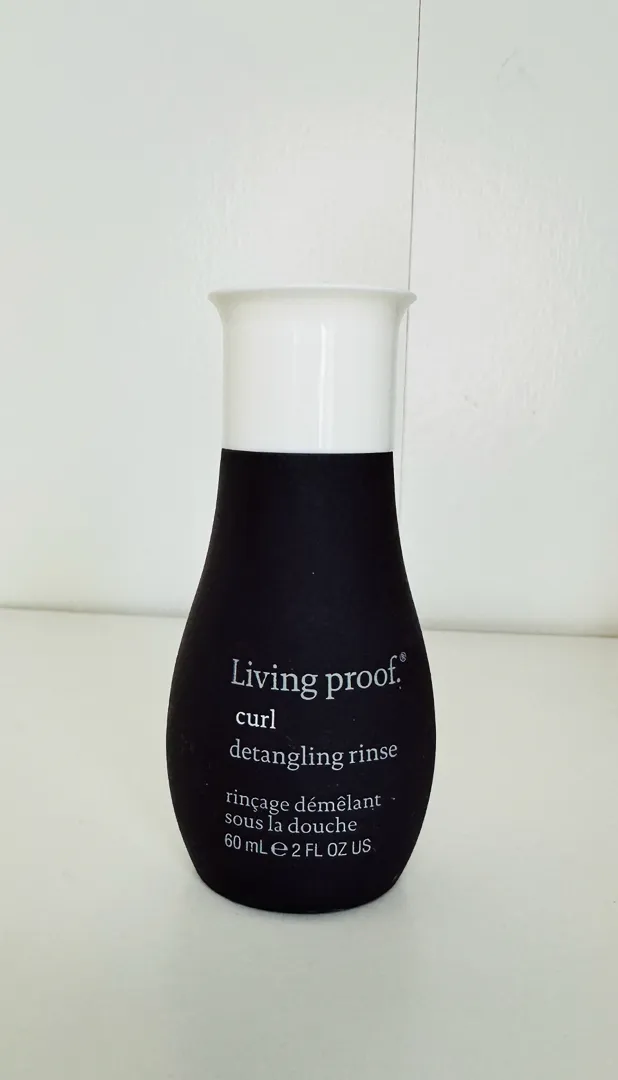 Living proof.®
curl
detangling rinse
rinçage démêlant
sous la douche
60 mL ℮ 2 FL OZ US